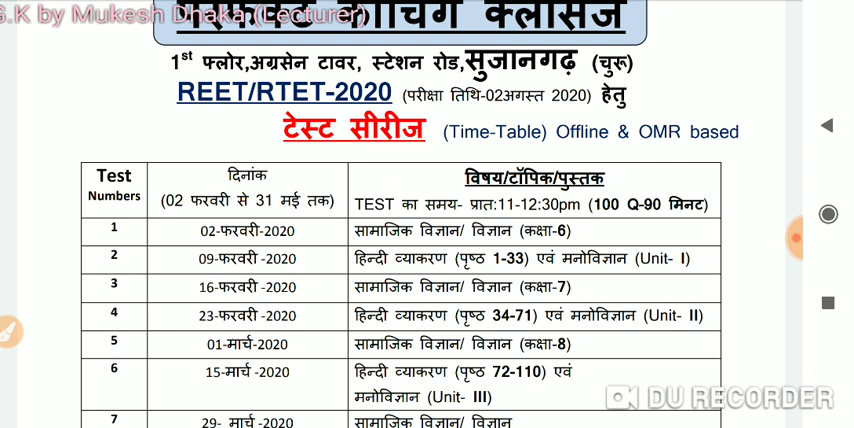 G.K by Mukesh Dhaka (Lecturer)
कोचिंग क्लासेज
1st फ्लोर,अग्रसेन टावर, स्टेशन रोड,सुजानगढ़ (चुरू)
REET/RTET-2020 (परीक्षा तिथि-02अगस्त 2020) हेतु
टेस्ट सीरीज (Time-Table) Offline & OMR based
Test Numbers दिनांक (02 फरवरी से 31 मई तक) विषय/टॉपिक/पुस्तक
TEST का समय- प्रात:11-12:30pm (100 Q-90 मिनट)
1 02-फरवरी-2020 सामाजिक विज्ञान/ विज्ञान (कक्षा-6)
2 09-फरवरी-2020 हिन्दी व्याकरण (पृष्ठ 1-33) एवं मनोविज्ञान (Unit- I)
3 16-फरवरी-2020 सामाजिक विज्ञान/ विज्ञान (कक्षा-7)
4 23-फरवरी-2020 हिन्दी व्याकरण (पृष्ठ 34-71) एवं मनोविज्ञान (Unit- II)
5 01-मार्च-2020 सामाजिक विज्ञान/ विज्ञान (कक्षा-8)
6 15-मार्च -2020 हिन्दी व्याकरण (पृष्ठ 72-110) एवं
मनोविज्ञान (Unit- III)
7 29- मार्च -2020 सामाजिक विज्ञान/ विज्ञान
DU RECORDER